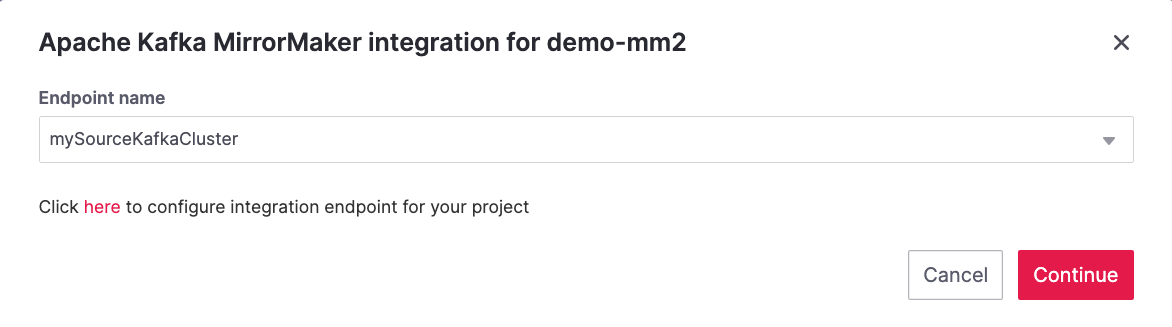 Apache Kafka MirrorMaker integration for demo-mm2
Endpoint name
mySourceKafkaCluster
Click here to configure integration endpoint for your project
Cancel
Continue